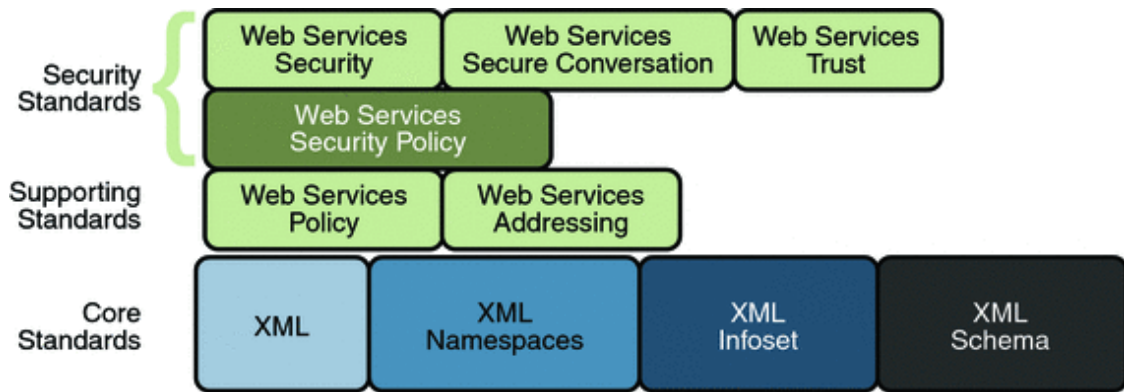 Security
Standards
Web Services
Security
Web Services
Secure Conversation
Web Services
Trust
Web Services
Security Policy
Supporting
Standards
Web Services
Policy
Web Services
Addressing
Core
Standards
XML
XML
Namespaces
XML
Infoset
XML
Schema